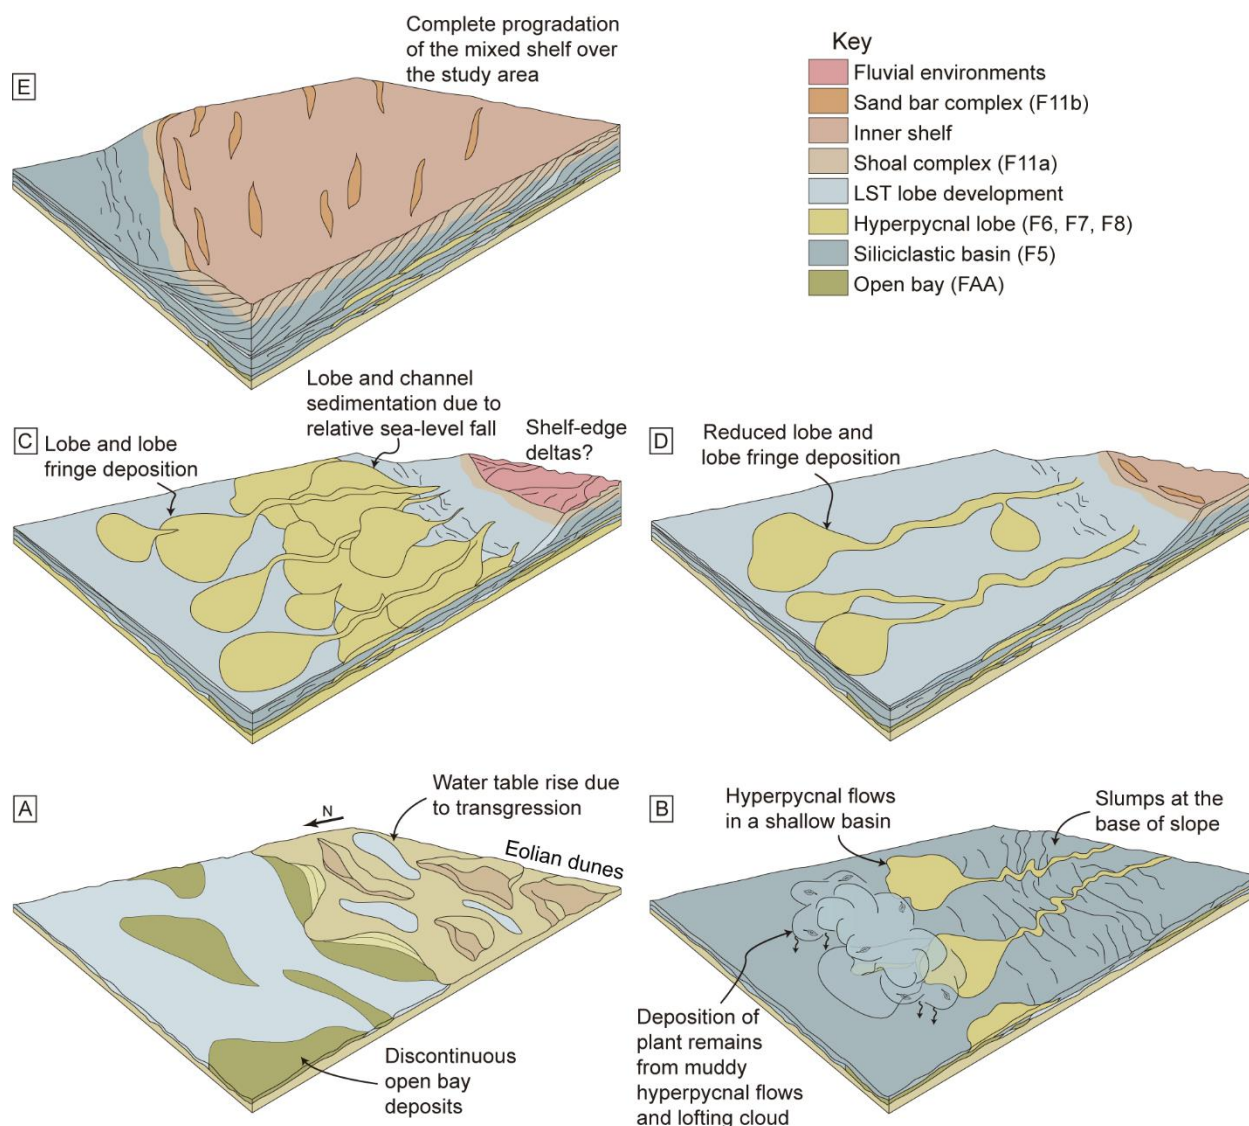 E
Complete progradation
of the mixed shelf over
the study area
Key
Fluvial environments
Sand bar complex (F11b)
Inner shelf
Shoal complex (F11a)
LST lobe development
Hyperpycnal lobe (F6, F7, F8)
Siliciclastic basin (F5)
Open bay (FAA)
C
Lobe and lobe
fringe deposition
Lobe and channel
sedimentation due to
relative sea-level fall
Shelf-edge
deltas?
D
Reduced lobe and
lobe fringe deposition
A
N
Water table rise due
to transgression
Eolian dunes
Discontinuous
open bay
deposits
B
Hyperpycnal flows
in a shallow basin
Slumps at the
base of slope
Deposition of
plant remains
from muddy
hyperpycnal flows
and lofting cloud